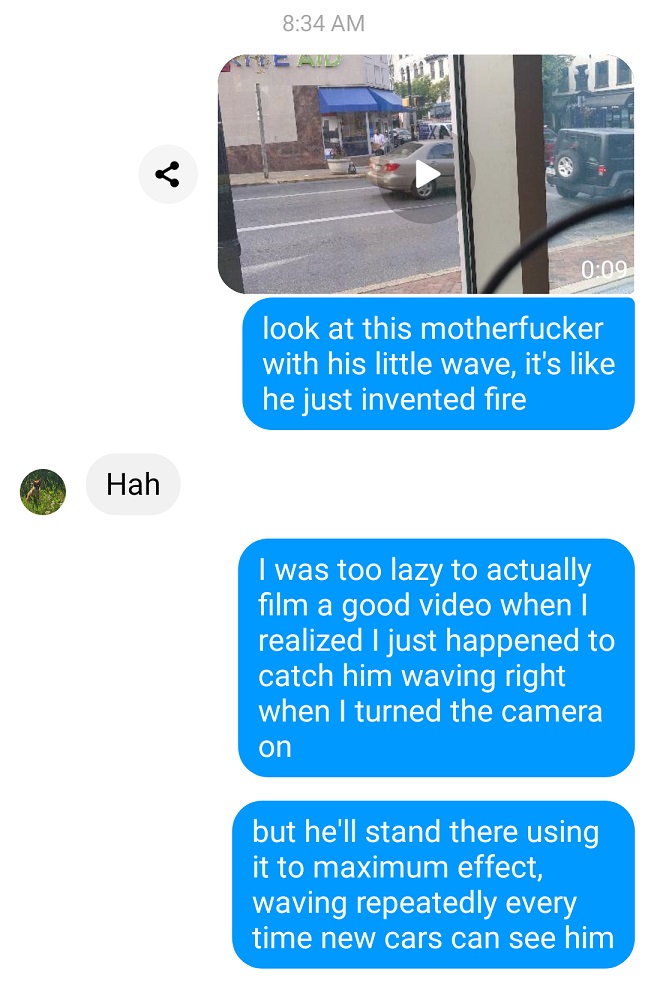 8:34 AM
RITE AID
0:09
look at this motherfucker
with his little wave, it's like
he just invented fire
Hah
I was too lazy to actually
film a good video when I
realized I just happened to
catch him waving right
when I turned the camera
on
but he'll stand there using
it to maximum effect,
waving repeatedly every
time new cars can see him